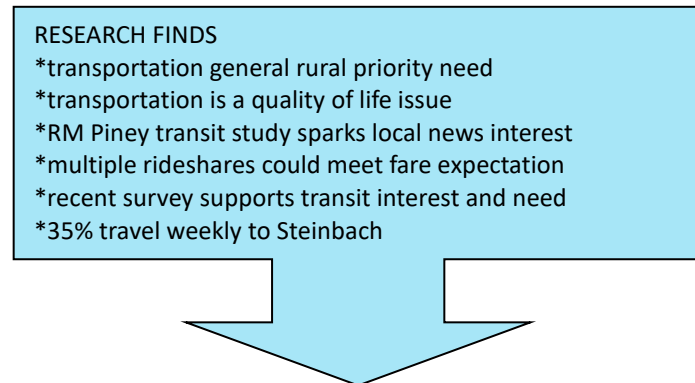 RESEARCH FINDS
*transportation general rural priority need
*transportation is a quality of life issue
*RM Piney transit study sparks local news interest
*multiple rideshares could meet fare expectation
*recent survey supports transit interest and need
*35% travel weekly to Steinbach